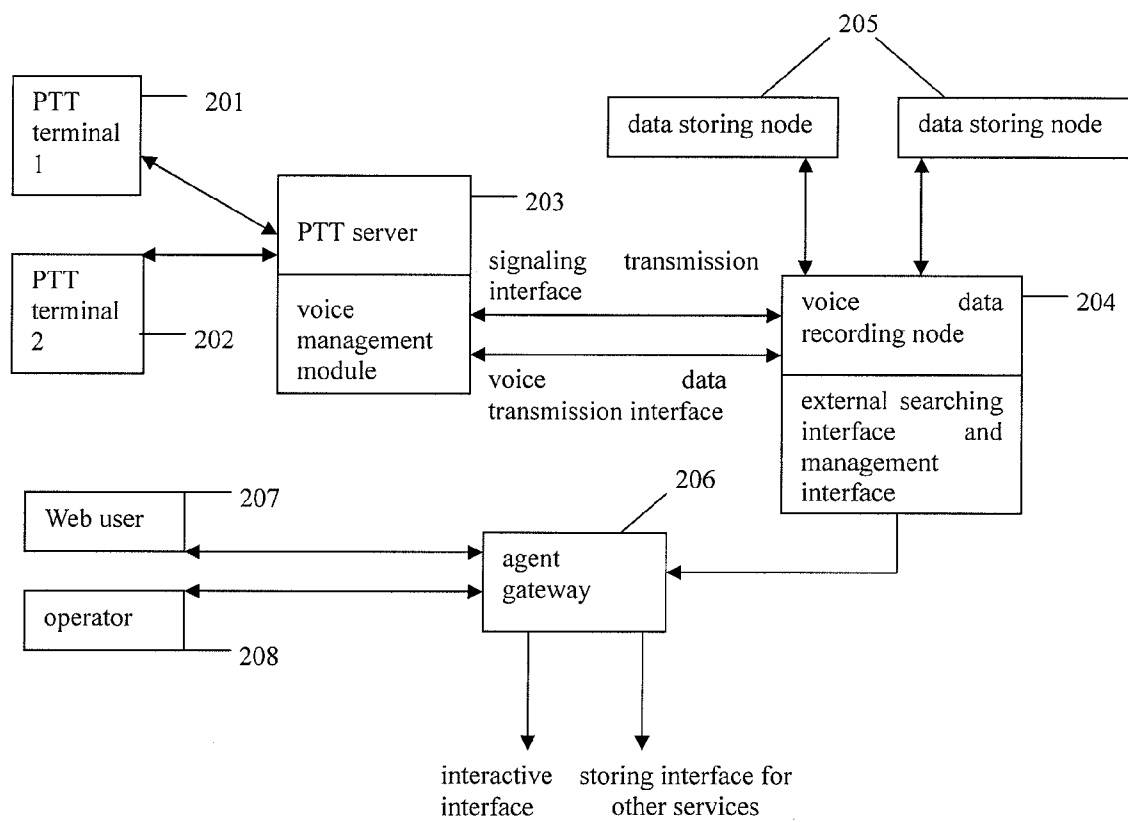 205
PTT
terminal
1
201
data storing node
data storing node
203
PTT server
signaling transmission
interface
PTT
terminal
2
202
voice
management
module
voice data
recording node
204
voice data
transmission interface
external searching
interface and
management
interface
207
Web user
206
agent
gateway
operator
208
interactive
interface
storing interface for
other services